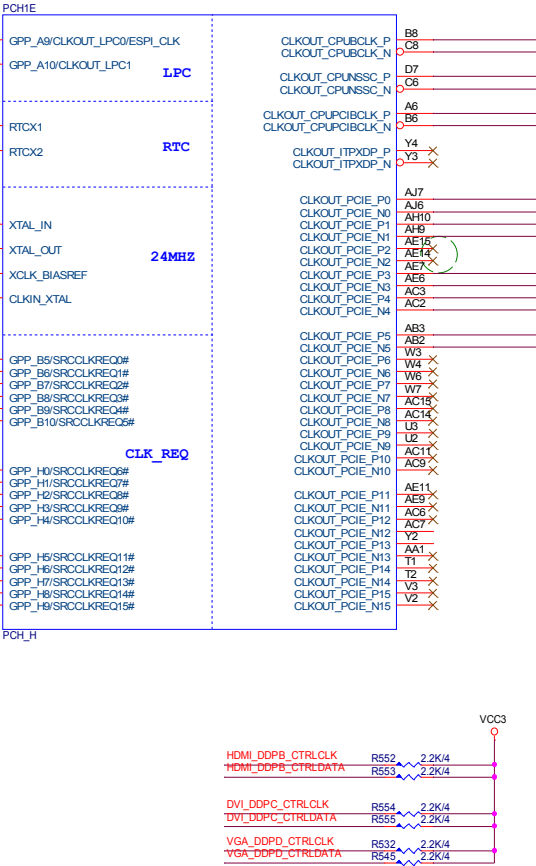 PCH1E
GPP_A9/CLKOUT_LPC0/ESPI_CLK
GPP_A10/CLKOUT_LPC1
LPC
RTCX1
RTCX2
RTC
XTAL_IN
XTAL_OUT
24MHZ
XCLK_BIASREF
CLKIN_XTAL
GPP_B5/SRCCLKREQ0#
GPP_B6/SRCCLKREQ1#
GPP_B7/SRCCLKREQ2#
GPP_B8/SRCCLKREQ3#
GPP_B9/SRCCLKREQ4#
GPP_B10/SRCCLKREQ5#
CLK_REQ
GPP_H0/SRCCLKREQ6#
GPP_H1/SRCCLKREQ7#
GPP_H2/SRCCLKREQ8#
GPP_H3/SRCCLKREQ9#
GPP_H4/SRCCLKREQ10#
GPP_H5/SRCCLKREQ11#
GPP_H6/SRCCLKREQ12#
GPP_H7/SRCCLKREQ13#
GPP_H8/SRCCLKREQ14#
GPP_H9/SRCCLKREQ15#
CLKOUT_CPUBCLK_P B8
CLKOUT_CPUBCLK_N C8
CLKOUT_CPUNSSC_P D7
CLKOUT_CPUNSSC_N C6
CLKOUT_CPUPCIBCLK_P A6
CLKOUT_CPUPCIBCLK_N B6
CLKOUT_ITPXDP_P Y4
CLKOUT_ITPXDP_N Y3
CLKOUT_PCIE_P0 AJ7
CLKOUT_PCIE_N0 AJ6
CLKOUT_PCIE_P1 AH10
CLKOUT_PCIE_N1 AH9
CLKOUT_PCIE_P2 AE15
CLKOUT_PCIE_N2 AE14
CLKOUT_PCIE_P3 AE7
CLKOUT_PCIE_N3 AE6
CLKOUT_PCIE_P4 AC3
CLKOUT_PCIE_N4 AC2
CLKOUT_PCIE_P5 AB3
CLKOUT_PCIE_N5 AB2
CLKOUT_PCIE_P6 W3
CLKOUT_PCIE_N6 W4
CLKOUT_PCIE_P7 W6
CLKOUT_PCIE_N7 W7
CLKOUT_PCIE_P8 AC15
CLKOUT_PCIE_N8 AC14
CLKOUT_PCIE_P9 U3
CLKOUT_PCIE_N9 U2
CLKOUT_PCIE_P10 AC11
CLKOUT_PCIE_N10 AC9
CLKOUT_PCIE_P11 AE11
CLKOUT_PCIE_N11 AE9
CLKOUT_PCIE_P12 AC6
CLKOUT_PCIE_N12 AC7
CLKOUT_PCIE_P13 Y2
CLKOUT_PCIE_N13 AA1
CLKOUT_PCIE_P14 T1
CLKOUT_PCIE_N14 T2
CLKOUT_PCIE_P15 V3
CLKOUT_PCIE_N15 V2
PCH_H
VCC3
HDMI_DDPB_CTRLCLK R552 2.2K/4
HDMI_DDPB_CTRLDATA R553 2.2K/4
DVI_DDPC_CTRLCLK R554 2.2K/4
DVI_DDPC_CTRLDATA R555 2.2K/4
VGA_DDPD_CTRLCLK R532 2.2K/4
VGA_DDPD_CTRLDATA R545 2.2K/4